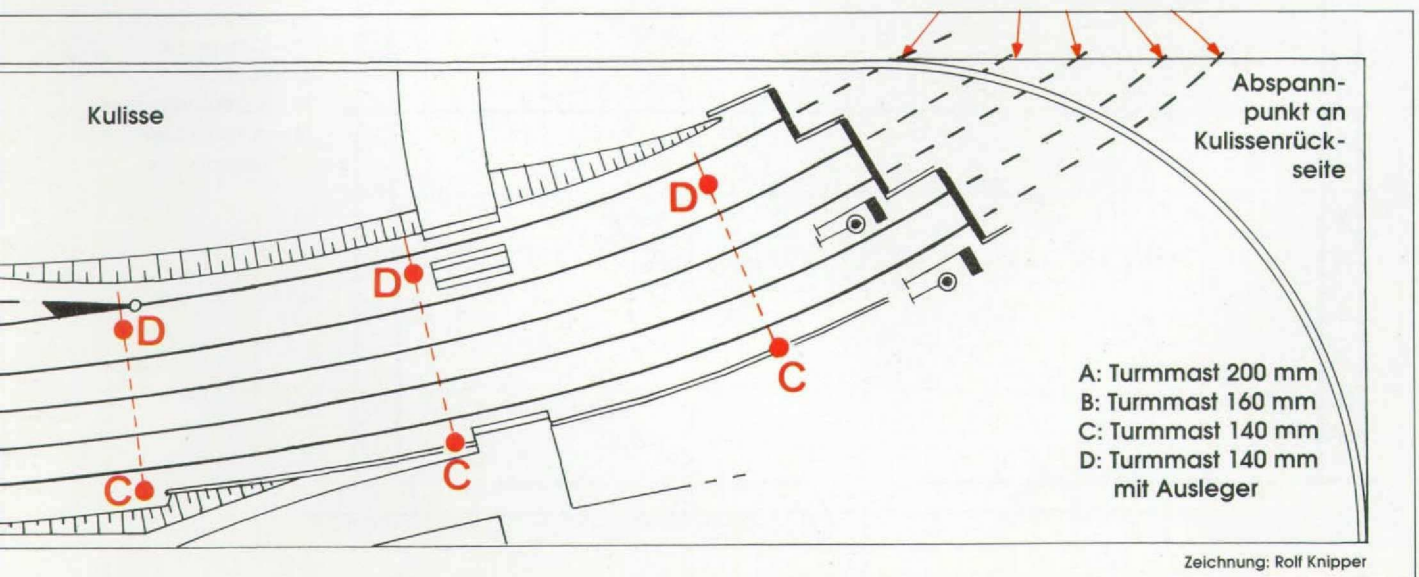 Kulisse
Abspann-
punkt an
Kulissenrück-
seite
D
D
D
C
C
C
A: Turmmast 200 mm
B: Turmmast 160 mm
C: Turmmast 140 mm
D: Turmmast 140 mm
mit Ausleger
Zeichnung: Rolf Knipper